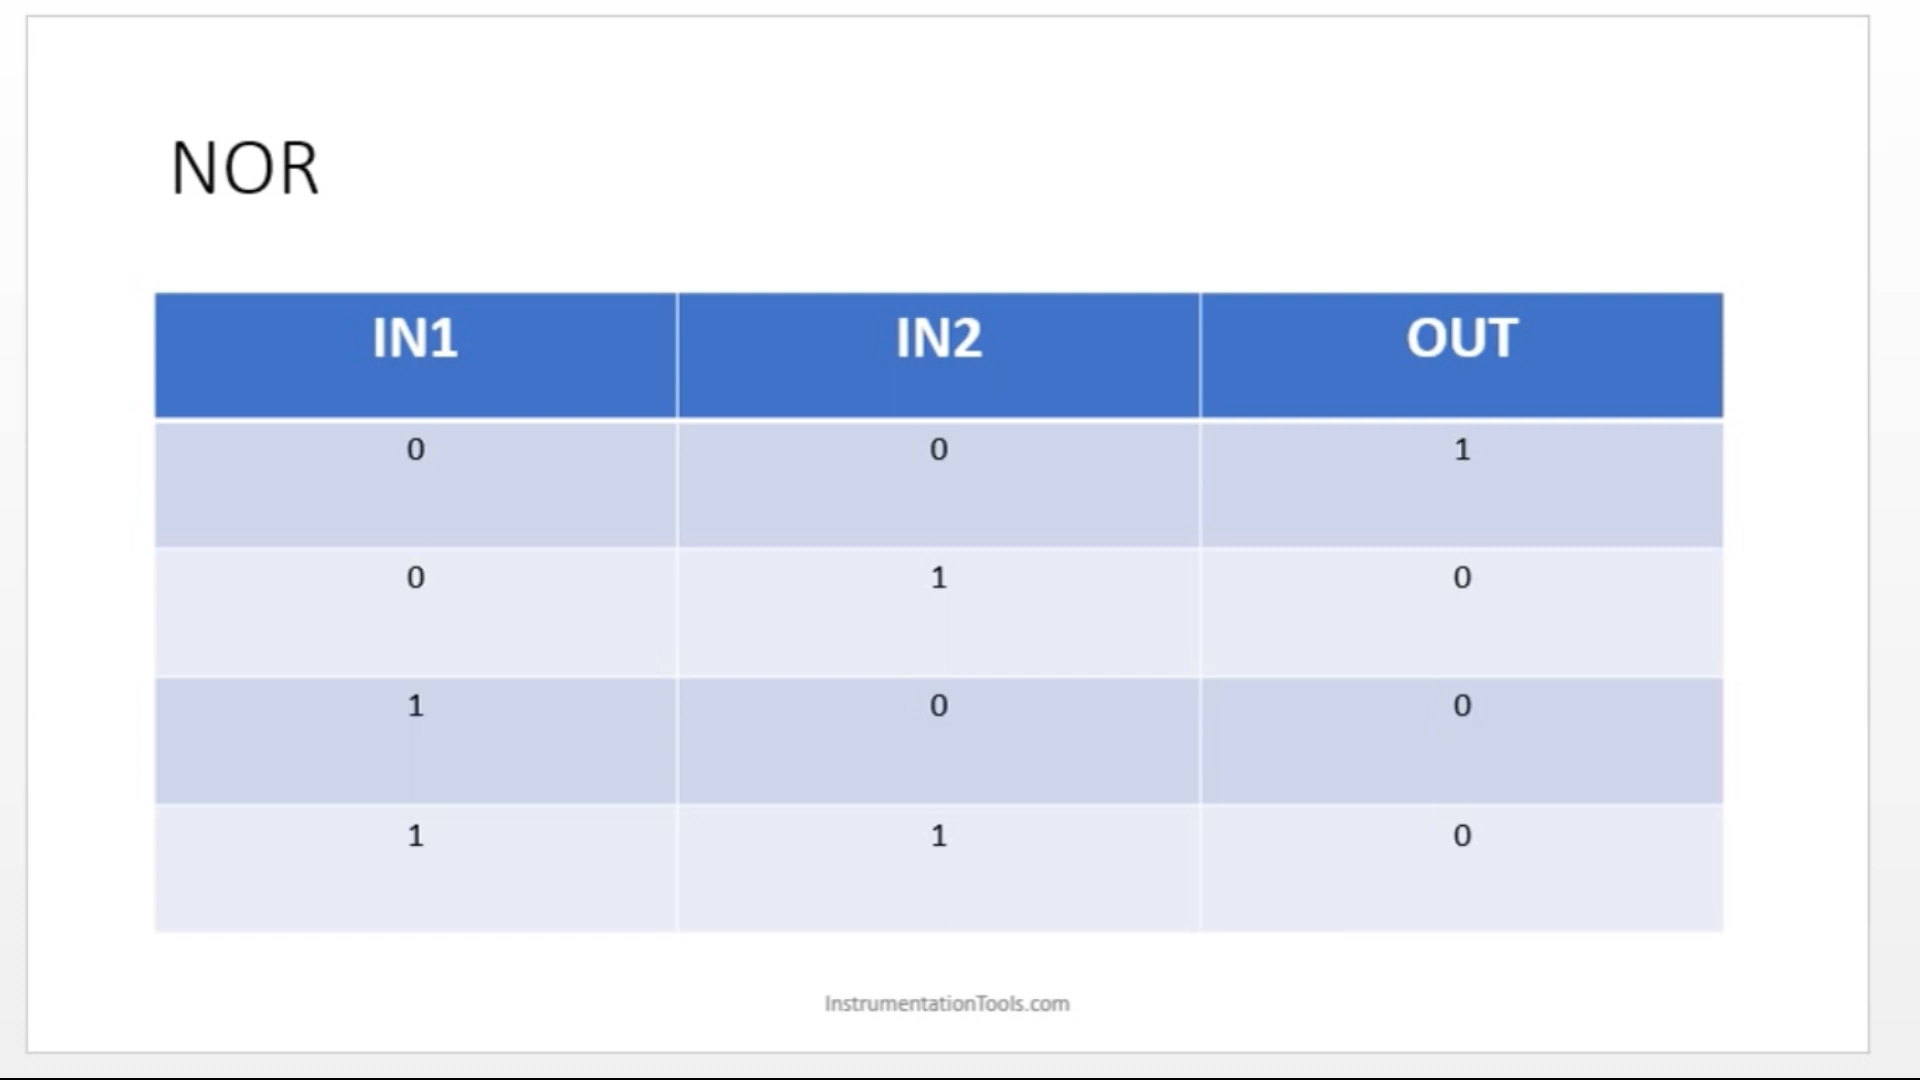 NOR
IN1 IN2 OUT
0 0 1
0 1 0
1 0 0
1 1 0
InstrumentationTools.com